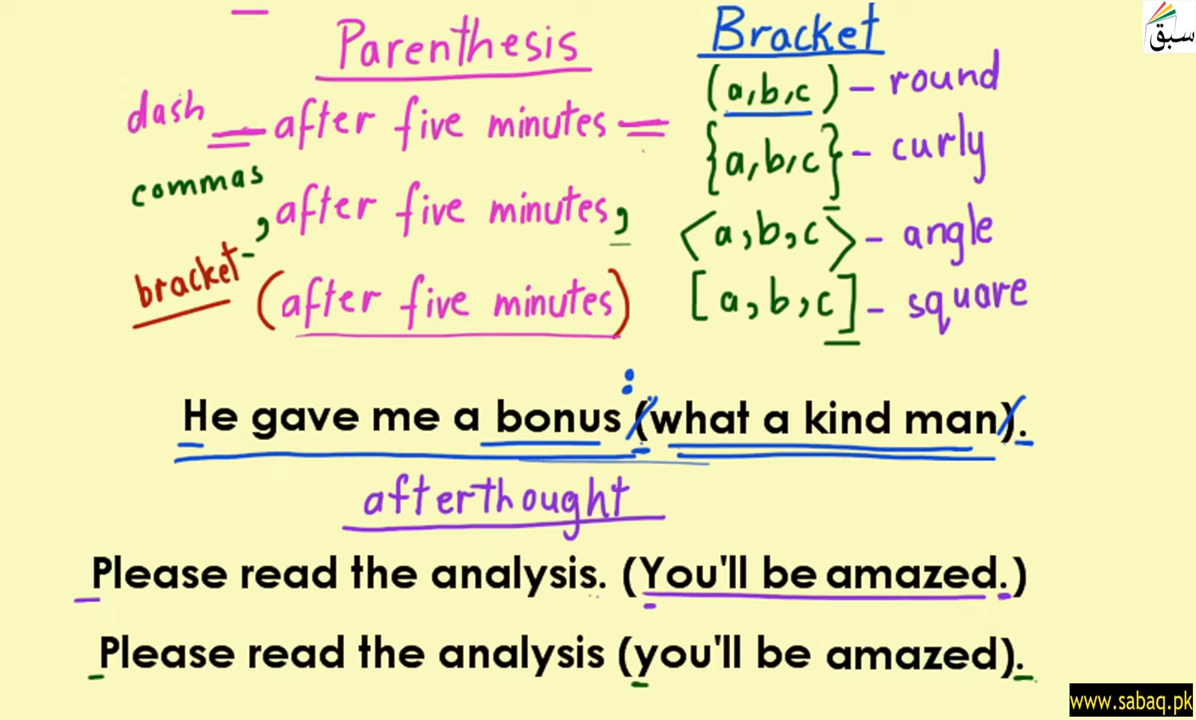 Parenthesis
dash = after five minutes =
commas , after five minutes,
bracket- (after five minutes)
Bracket
(a,b,c) - round
{a,b,c} - curly
<a,b,c> - angle
[a,b,c] - square
He gave me a bonus :(what a kind man).
afterthought
Please read the analysis. (You'll be amazed.)
Please read the analysis (you'll be amazed).
سبق
www.sabaq.pk